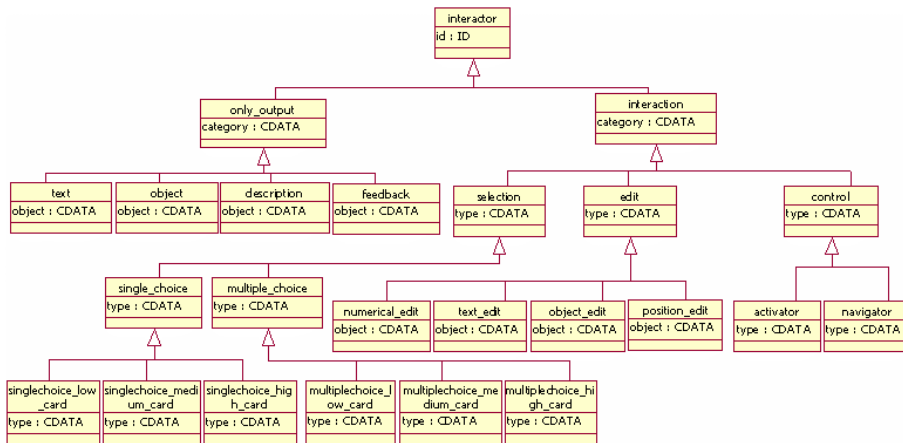 interactor
id : ID
only_output
category : CDATA
interaction
category : CDATA
text
object : CDATA
object
object : CDATA
description
object : CDATA
feedback
object : CDATA
selection
type : CDATA
edit
type : CDATA
control
type : CDATA
single_choice
type : CDATA
multiple_choice
type : CDATA
numerical_edit
object : CDATA
text_edit
object : CDATA
object_edit
object : CDATA
position_edit
object : CDATA
activator
type : CDATA
navigator
type : CDATA
singlechoice_low
_card
type : CDATA
singlechoice_medi
um_card
type : CDATA
singlechoice_hig
h_card
type : CDATA
multiplechoice_l
ow_card
type : CDATA
multiplechoice_me
dium_card
type : CDATA
multiplechoice_hi
gh_card
type : CDATA